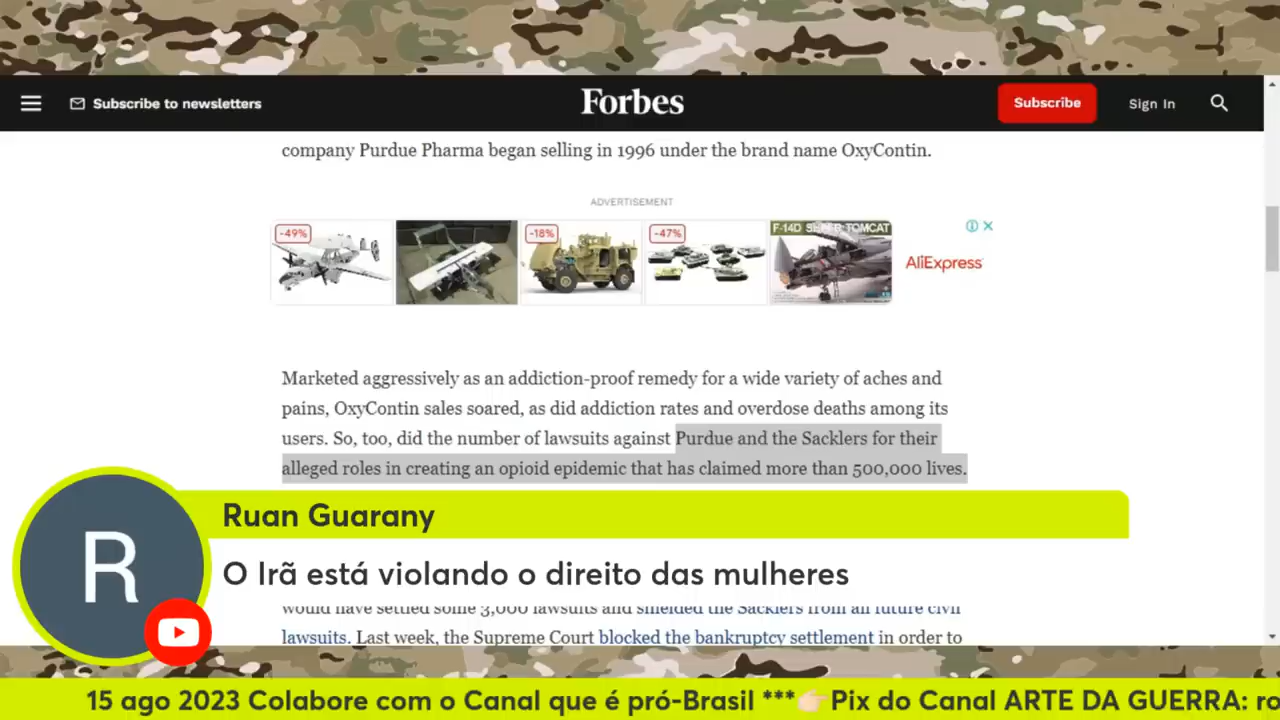 Subscribe to newsletters
Forbes
Subscribe
Sign In
company Purdue Pharma began selling in 1996 under the brand name OxyContin.
ADVERTISEMENT
-49%
-18%
-47%
F-14D TOMCAT
AliExpress
Marketed aggressively as an addiction-proof remedy for a wide variety of aches and
pains, OxyContin sales soared, as did addiction rates and overdose deaths among its
users. So, too, did the number of lawsuits against Purdue and the Sacklers for their
alleged roles in creating an opioid epidemic that has claimed more than 500,000 lives.
R
Ruan Guarany
O Irã está violando o direito das mulheres
would have settled some 3,000 lawsuits and shielded the Sacklers from all future civil
lawsuits. Last week, the Supreme Court blocked the bankruptcy settlement in order to
15 ago 2023 Colabore com o Canal que é pró-Brasil ***👉🏻Pix do Canal ARTE DA GUERRA: